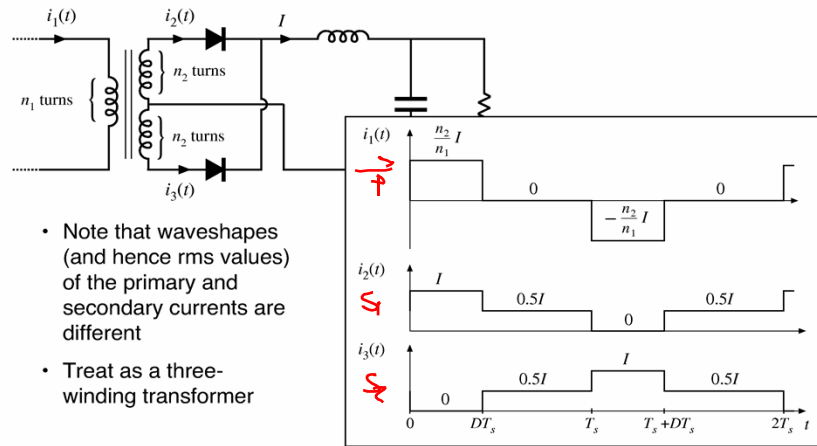 i₁(t)
i₂(t)
I
n₁ turns
n₂ turns
n₂ turns
i₃(t)
• Note that waveshapes
(and hence rms values)
of the primary and
secondary currents are
different
• Treat as a three-
winding transformer
i₁(t)
n₂/n₁ I
0
0
− n₂/n₁ I
i₂(t)
I
0.5I
0
0.5I
i₃(t)
0
0.5I
I
0.5I
0 DTₛ Tₛ Tₛ+DTₛ 2Tₛ t